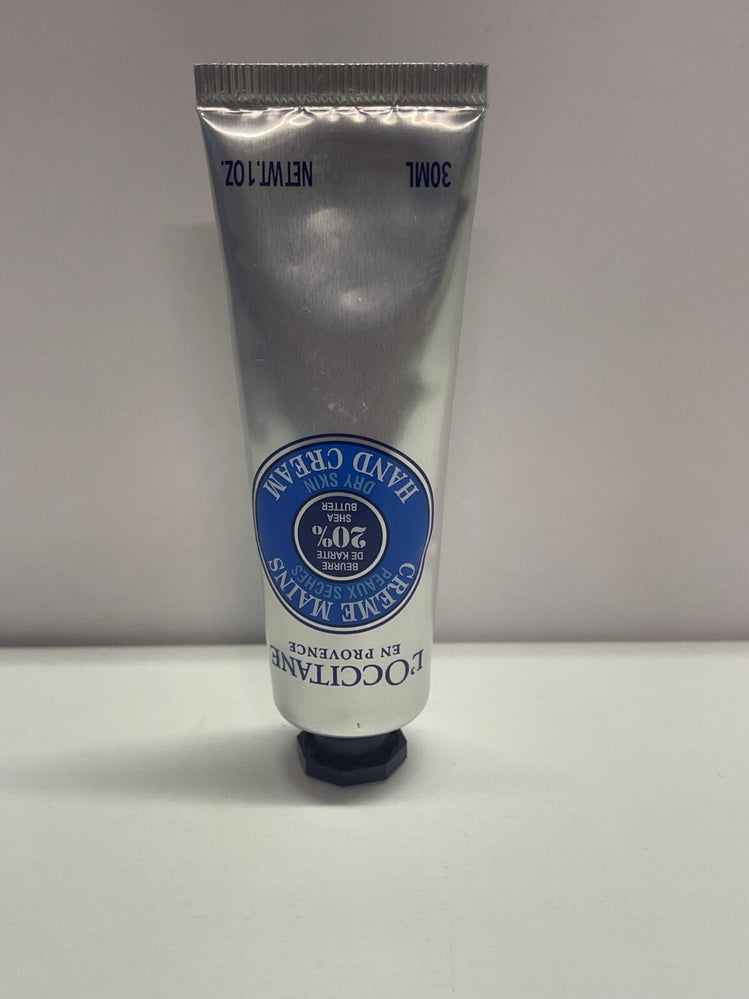 L'OCCITANE
EN PROVENCE
CREME MAINS
PEAUX SECHES
BEURRE
DE KARITE
20%
SHEA
BUTTER
DRY SKIN
HAND CREAM
30ML NET WT.1 OZ.